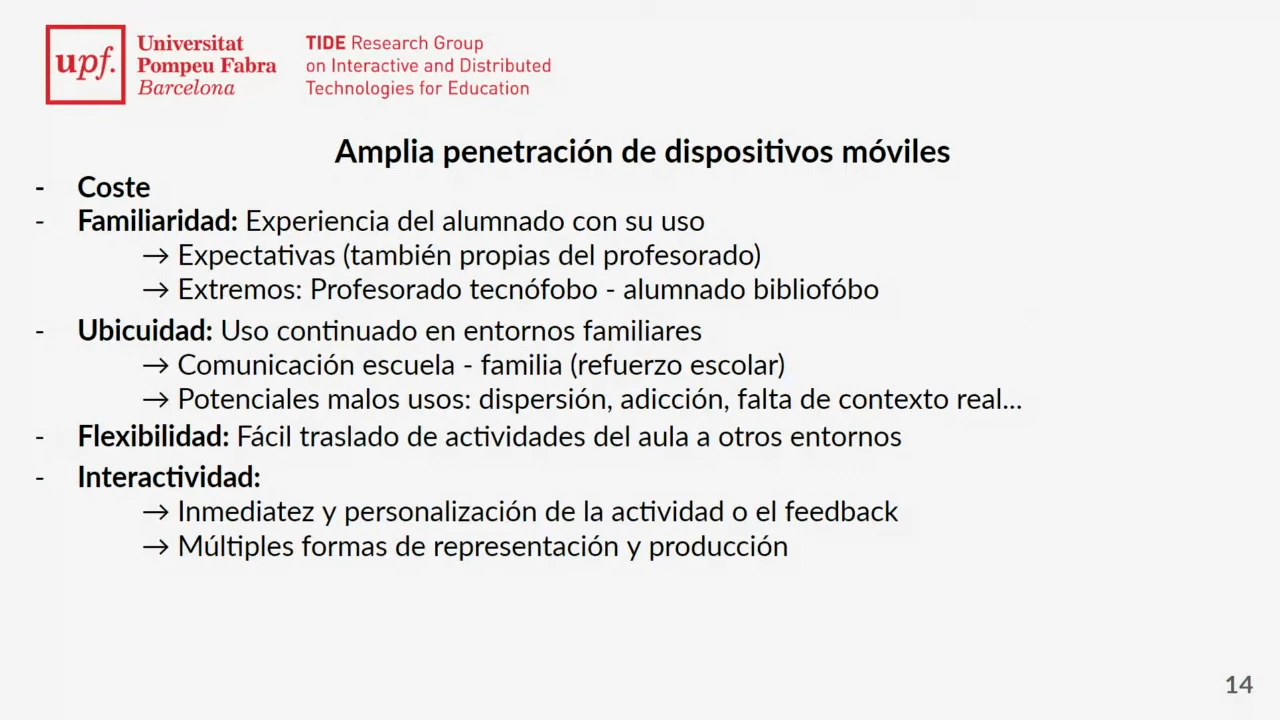 upf.
Universitat
Pompeu Fabra
Barcelona
TIDE Research Group
on Interactive and Distributed
Technologies for Education
Amplia penetración de dispositivos móviles
- Coste
- Familiaridad: Experiencia del alumnado con su uso
→ Expectativas (también propias del profesorado)
→ Extremos: Profesorado tecnófobo - alumnado bibliofóbo
- Ubicuidad: Uso continuado en entornos familiares
→ Comunicación escuela - familia (refuerzo escolar)
→ Potenciales malos usos: dispersión, adicción, falta de contexto real...
- Flexibilidad: Fácil traslado de actividades del aula a otros entornos
- Interactividad:
→ Inmediatez y personalización de la actividad o el feedback
→ Múltiples formas de representación y producción
14